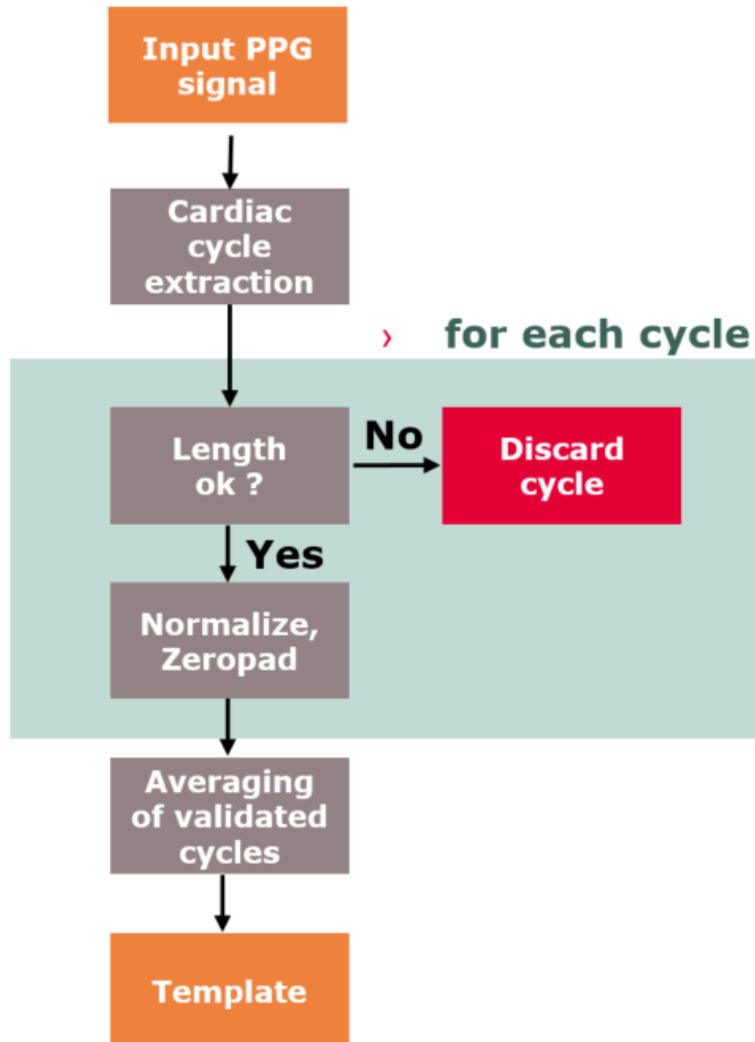 Input PPG
signal
Cardiac
cycle
extraction
› for each cycle
Length
ok ?
No
Discard
cycle
Yes
Normalize,
Zeropad
Averaging
of validated
cycles
Template